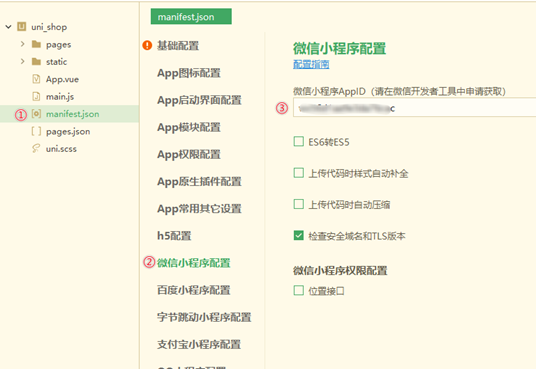 uni_shop
pages
static
App.vue
main.js
① manifest.json
pages.json
uni.scss
manifest.json
基础配置
App图标配置
App启动界面配置
App模块配置
App权限配置
App原生插件配置
App常用其它设置
h5配置
② 微信小程序配置
百度小程序配置
字节跳动小程序配置
支付宝小程序配置
微信小程序配置
配置指南
微信小程序AppID（请在微信开发者工具中申请获取）
③
ES6转ES5
上传代码时样式自动补全
上传代码时自动压缩
检查安全域名和TLS版本
微信小程序权限配置
位置接口